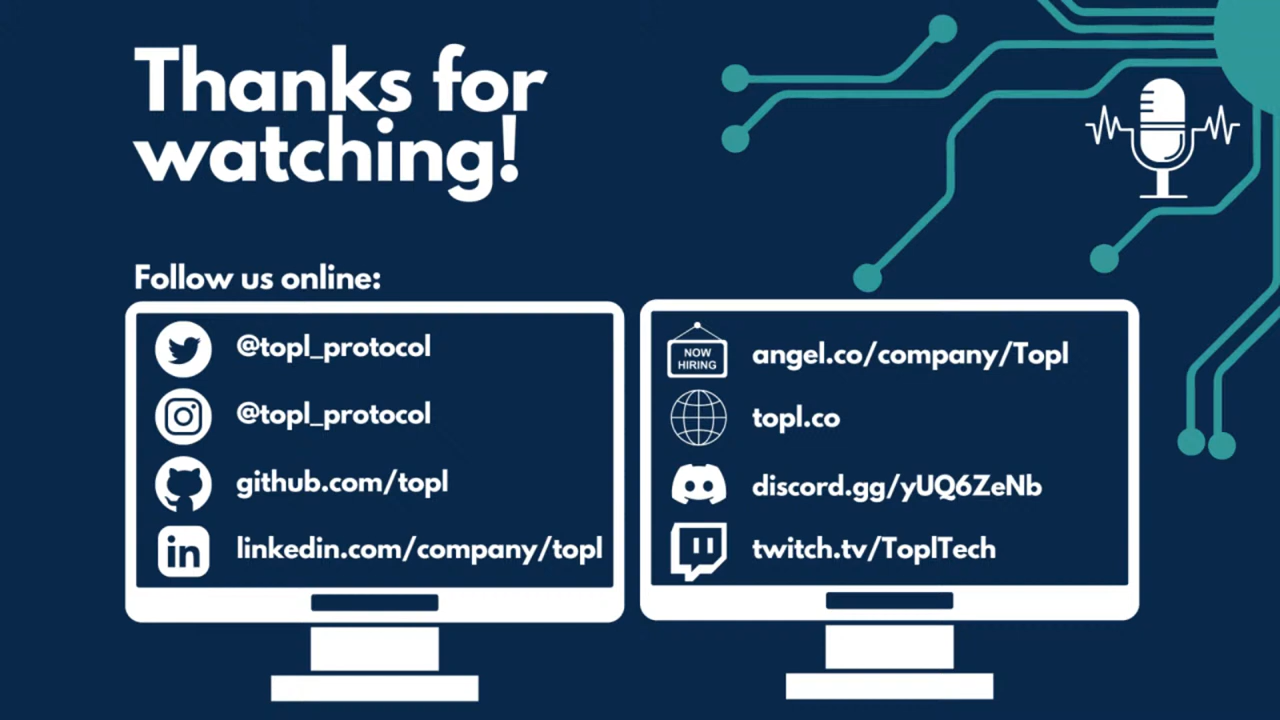 Thanks for
watching!
Follow us online:
@topl_protocol
@topl_protocol
github.com/topl
in linkedin.com/company/topl
NOW
HIRING
angel.co/company/Topl
topl.co
discord.gg/yUQ6ZeNb
twitch.tv/ToplTech